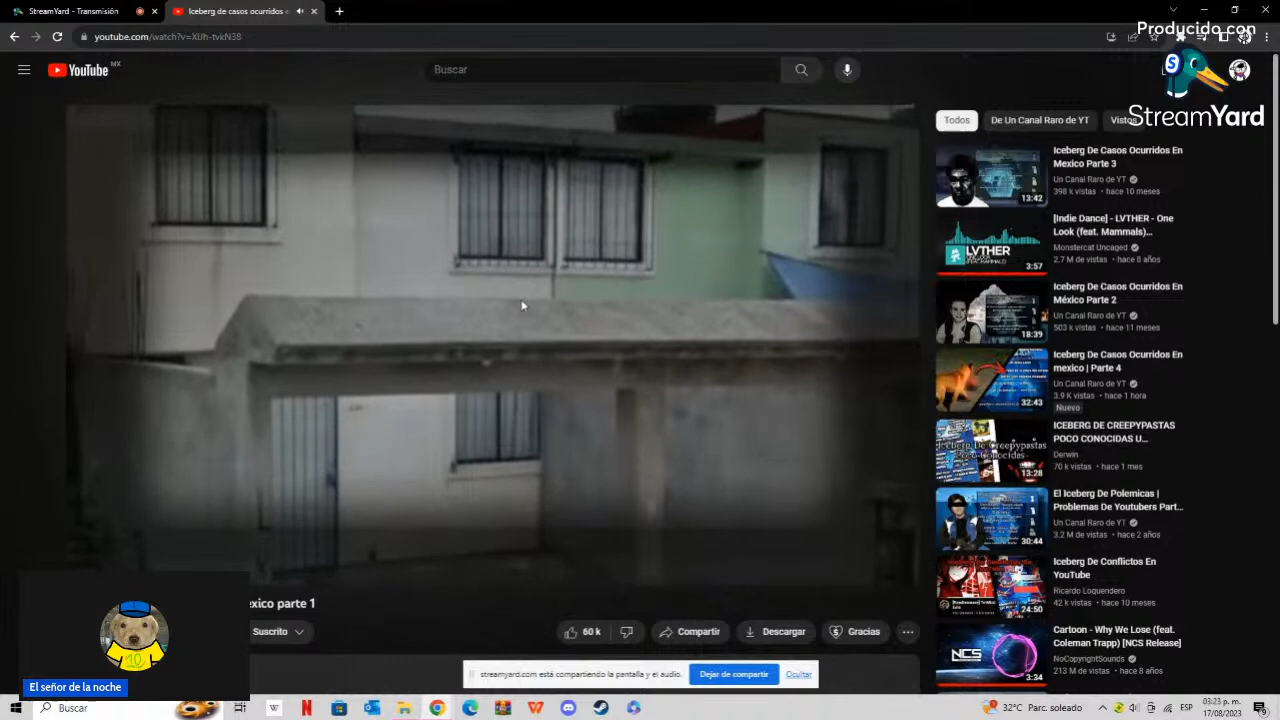 StreamYard - Transmisión
Iceberg de casos ocurridos e
youtube.com/watch?v=XUh-tvkN38
Producido con
StreamYard
YouTube MX
Buscar
Todos
De Un Canal Raro de YT
Vistos
Iceberg De Casos Ocurridos En
Mexico Parte 3
Un Canal Raro de YT
398 k vistas • hace 10 meses
13:42
[Indie Dance] - LVTHER - One
Look (feat. Mammals)...
Monstercat Uncaged
2.7 M de vistas • hace 8 años
LVTHER
3:57
Iceberg De Casos Ocurridos En
México Parte 2
Un Canal Raro de YT
503 k vistas • hace 11 meses
18:39
Iceberg De Casos Ocurridos En
mexico | Parte 4
Un Canal Raro de YT
3.9 K vistas • hace 1 hora
Nuevo
32:43
ICEBERG DE CREEPYPASTAS
POCO CONOCIDAS U...
Derwin
70 k vistas • hace 1 mes
Iceberg De Creepypastas
Poco Conocidas
13:28
El Iceberg De Polemicas |
Problemas De Youtubers Part...
Un Canal Raro de YT
3.2 M de vistas • hace 2 años
30:44
Iceberg De Conflictos En
YouTube
Ricardo Loquendero
42 k vistas • hace 10 meses
24:50
Cartoon - Why We Lose (feat.
Coleman Trapp) [NCS Release]
NoCopyrightSounds
213 M de vistas • hace 8 años
NCS
3:34
exico parte 1
Suscrito
60 k
Compartir
Descargar
Gracias
streamyard.com está compartiendo la pantalla y el audio.
Dejar de compartir
Ocultar
10
El señor de la noche
Buscar
32°C Parc. soleado
ESP
03:23 p. m.
17/08/2023